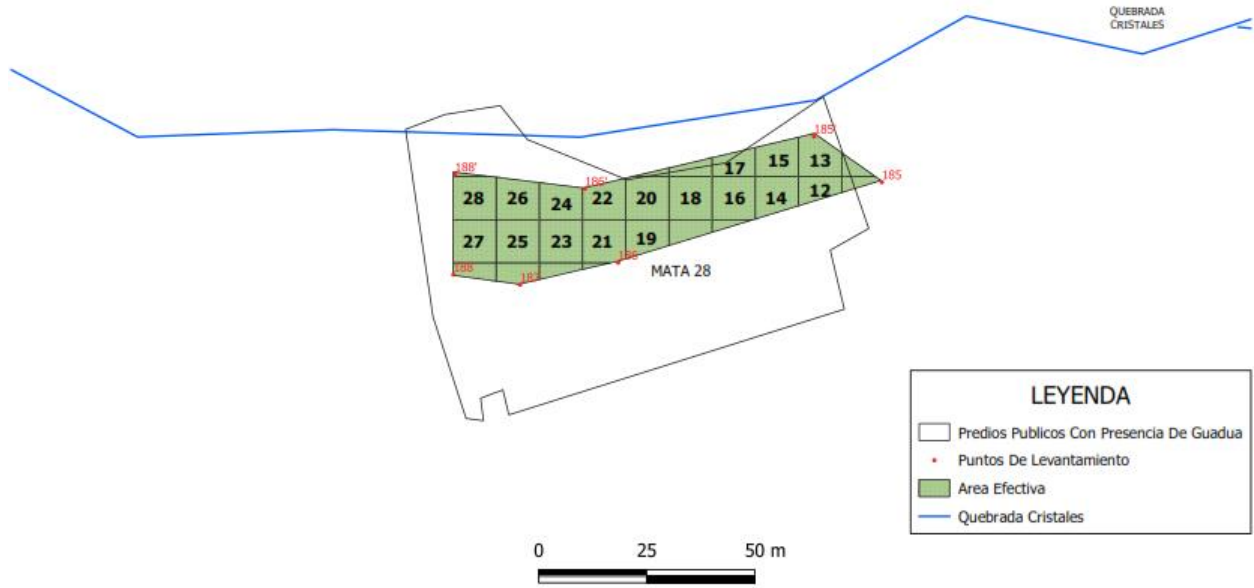 QUEBRADA
CRISTALES
185'
17 15 13
188'
186'
185
28 26 24 22 20 18 16 14 12
27 25 23 21 19
188
187
186
MATA 28
LEYENDA
Predios Publicos Con Presencia De Guadua
Puntos De Levantamiento
Area Efectiva
Quebrada Cristales
0 25 50 m